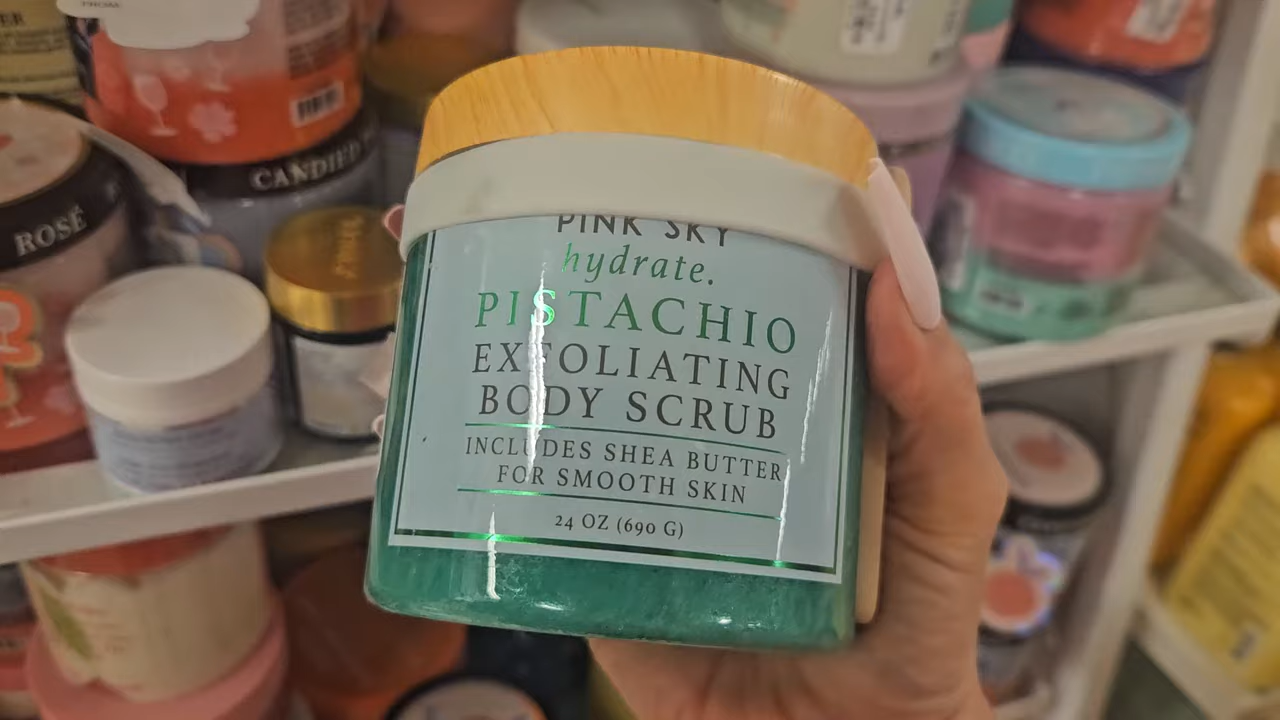 PINK SKY
hydrate.
PISTACHIO
EXFOLIATING
BODY SCRUB
INCLUDES SHEA BUTTER
FOR SMOOTH SKIN
24 OZ (690 G)
ROSÉ
CANDIED